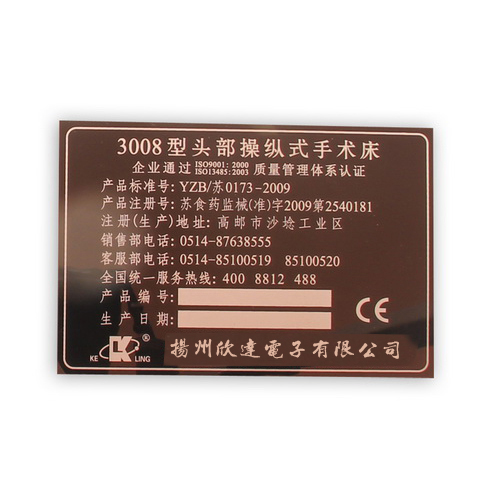 3008型头部操纵式手术床
企业通过ISO9001: 2000 ISO13485: 2003质量管理体系认证
产品标准号: YZB/苏0173-2009
产品注册号: 苏食药监械(准)字2009第2540181
注册(生产)地址: 高邮市沙埝工业区
销售部电话: 0514-87638555
客服部电话: 0514-85100519 85100520
全国统一服务热线: 400 8812 488
产品编号:
生产日期:
CE
KE K LING ®
揚州欣達電子有限公司